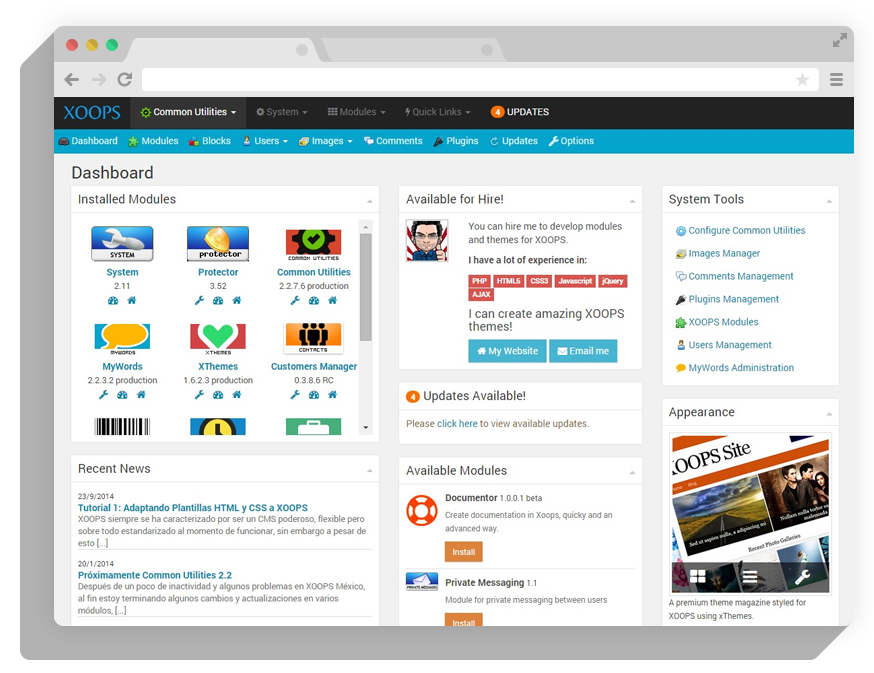 XOOPS Common Utilities System Modules Quick Links 4 UPDATES
Dashboard Modules Blocks Users Images Comments Plugins Updates Options
Dashboard
Installed Modules
SYSTEM
protector
COMMON UTILITIES
System
Protector
Common Utilities
2.11
3.52
2.2.7.6 production
MYWORDS
XTHEMES
CONTACTS
MyWords
XThemes
Customers Manager
2.2.3.2 production
1.6.2.3 production
0.3.8.6 RC
Recent News
23/9/2014
Tutorial 1: Adaptando Plantillas HTML y CSS a XOOPS
XOOPS siempre se ha caracterizado por ser un CMS poderoso, flexible pero
sobre todo estandarizado al momento de funcionar, sin embargo a pesar de
esto [...]
20/1/2014
Próximamente Common Utilities 2.2
Después de un poco de inactividad y algunos problemas en XOOPS México,
al fin estoy terminando algunos cambios y actualizaciones en varios
módulos, [...]
Available for Hire!
You can hire me to develop modules
and themes for XOOPS.
I have a lot of experience in:
PHP HTML5 CSS3 Javascript jQuery
AJAX
I can create amazing XOOPS
themes!
My Website Email me
4 Updates Available!
Please click here to view available updates.
Available Modules
Documentor 1.0.0.1 beta
Create documentation in Xoops, quicky and an
advanced way.
Install
PRIVATE MESSAGING
Private Messaging 1.1
Module for private messaging between users
Install
System Tools
Configure Common Utilities
Images Manager
Comments Management
Plugins Management
XOOPS Modules
Users Management
MyWords Administration
Appearance
XOOPS Site
Blog
Sed ut sapien nulla, a adipiscing mi
Nullam nulla tortor
malesuada
Recent Photo Galleries
A premium theme magazine styled for
XOOPS using xThemes.